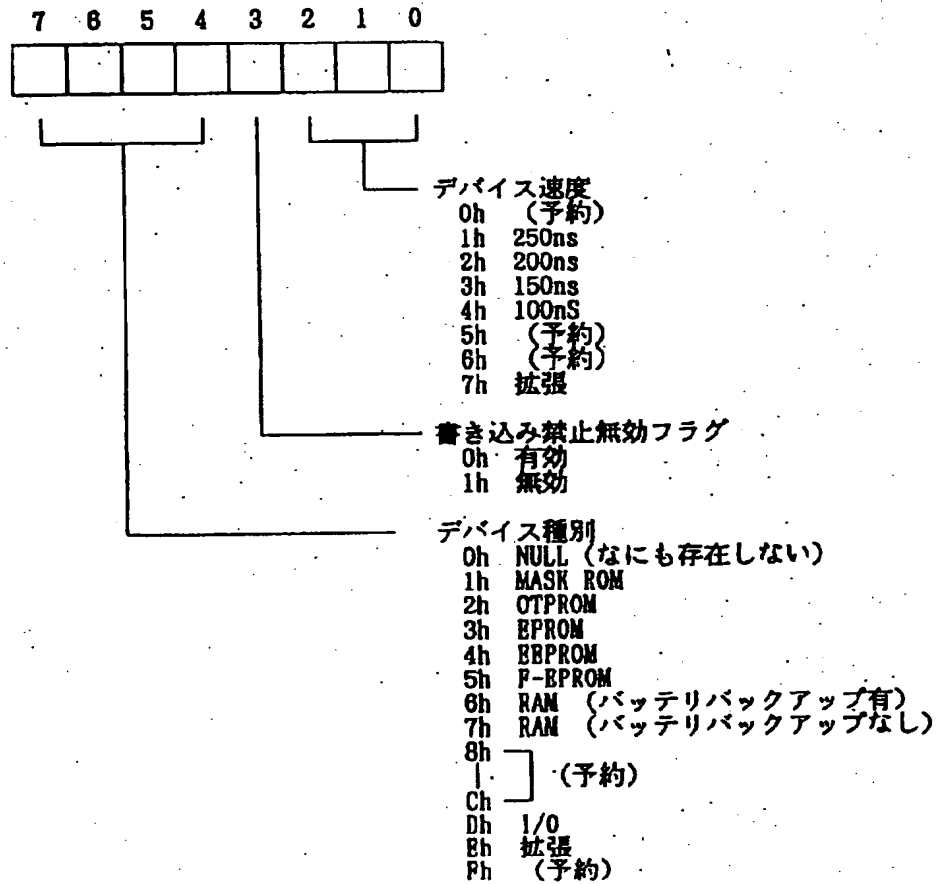 7 6 5 4 3 2 1 0
デバイス速度
0h （予約）
1h 250ns
2h 200ns
3h 150ns
4h 100nS
5h （予約）
6h （予約）
7h 拡張
書き込み禁止無効フラグ
0h 有効
1h 無効
デバイス種別
0h NULL（なにも存在しない）
1h MASK ROM
2h OTPROM
3h EPROM
4h EEPROM
5h F-EPROM
6h RAM （バッテリバックアップ有）
7h RAM （バッテリバックアップなし）
8h
| （予約）
Ch
Dh I/O
Eh 拡張
Fh （予約）